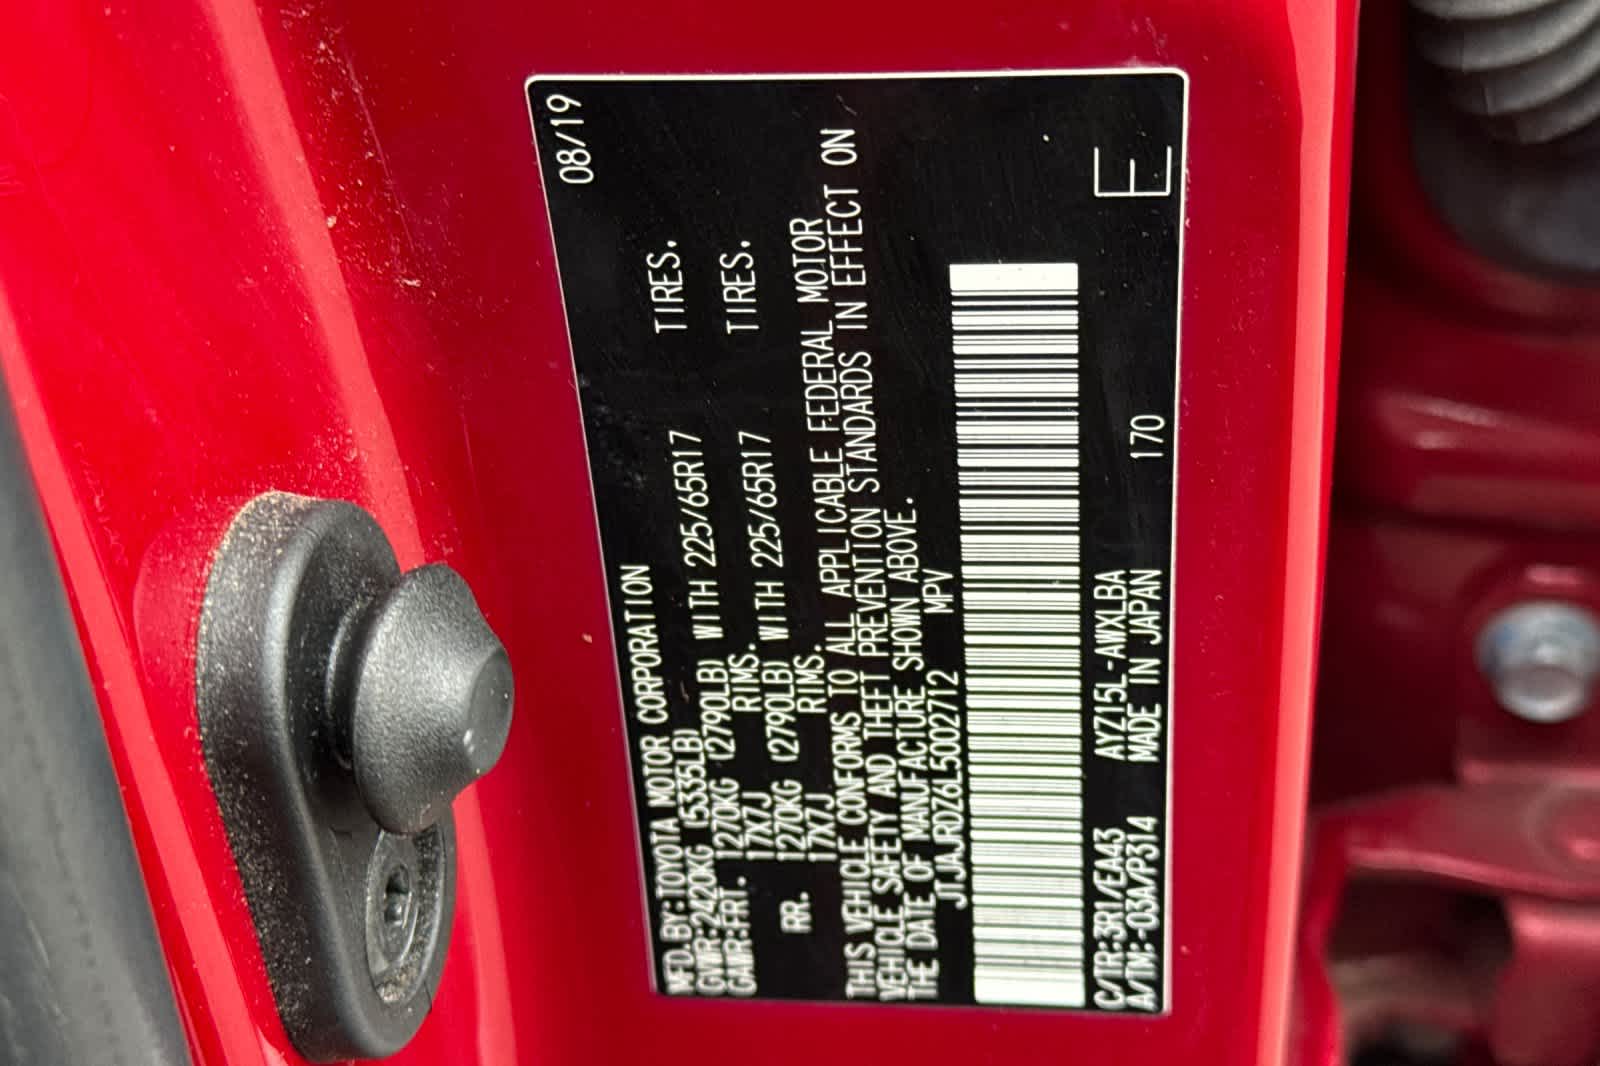 08/19
MFD.BY:TOYOTA MOTOR CORPORATION
GVWR:2420KG (5335LB)
GAWR:FRT. 1270KG (2790LB) WITH 225/65R17 TIRES.
17X7J RIMS.
RR. 1270KG (2790LB) WITH 225/65R17 TIRES.
17X7J RIMS.
THIS VEHICLE CONFORMS TO ALL APPLICABLE FEDERAL MOTOR
VEHICLE SAFETY AND THEFT PREVENTION STANDARDS IN EFFECT ON
THE DATE OF MANUFACTURE SHOWN ABOVE.
JTJAJRDZ6L5002712 MPV
C/TR:3R1/EA43 AYZ15L-AWXLBA
A/TM:-03A/P314 MADE IN JAPAN 170
E